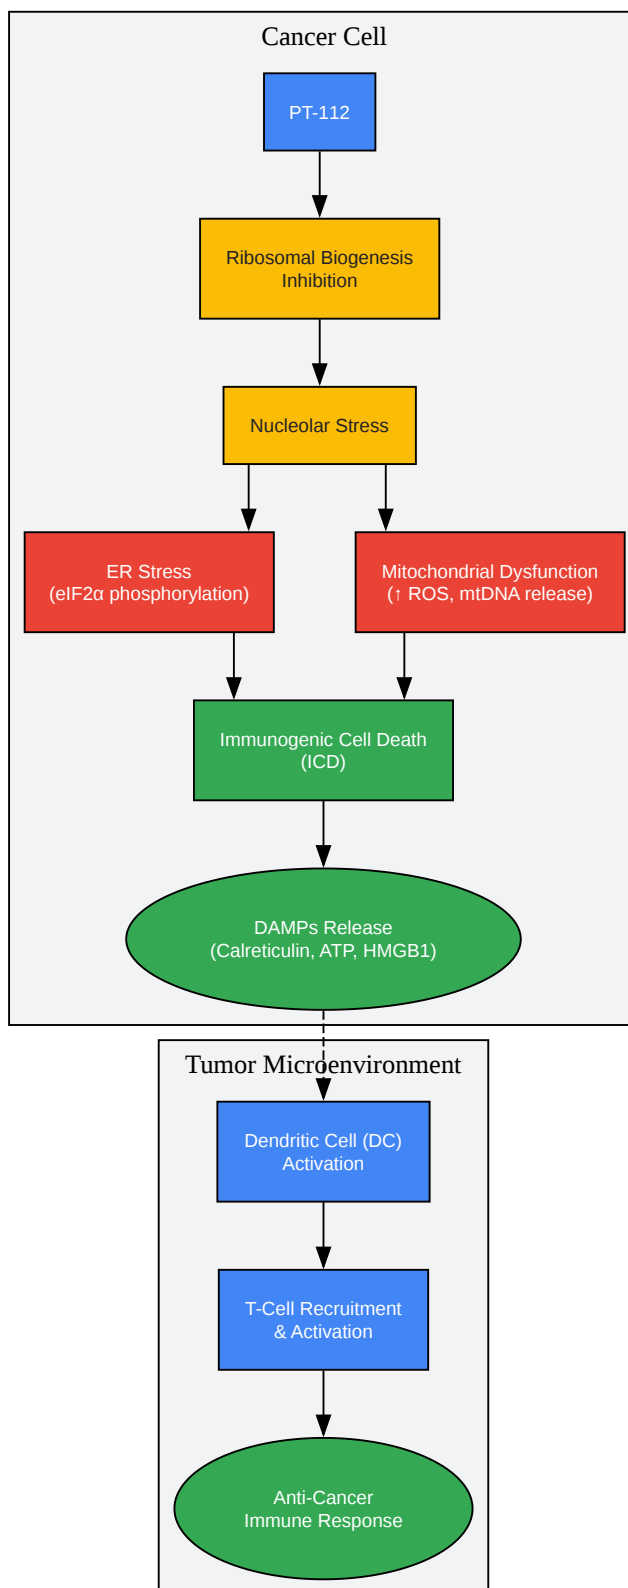 Cancer Cell
PT-112
Ribosomal Biogenesis
Inhibition
Nucleolar Stress
ER Stress
(eIF2α phosphorylation)
Mitochondrial Dysfunction
(↑ ROS, mtDNA release)
Immunogenic Cell Death
(ICD)
DAMPs Release
(Calreticulin, ATP, HMGB1)
Tumor Microenvironment
Dendritic Cell (DC)
Activation
T-Cell Recruitment
& Activation
Anti-Cancer
Immune Response